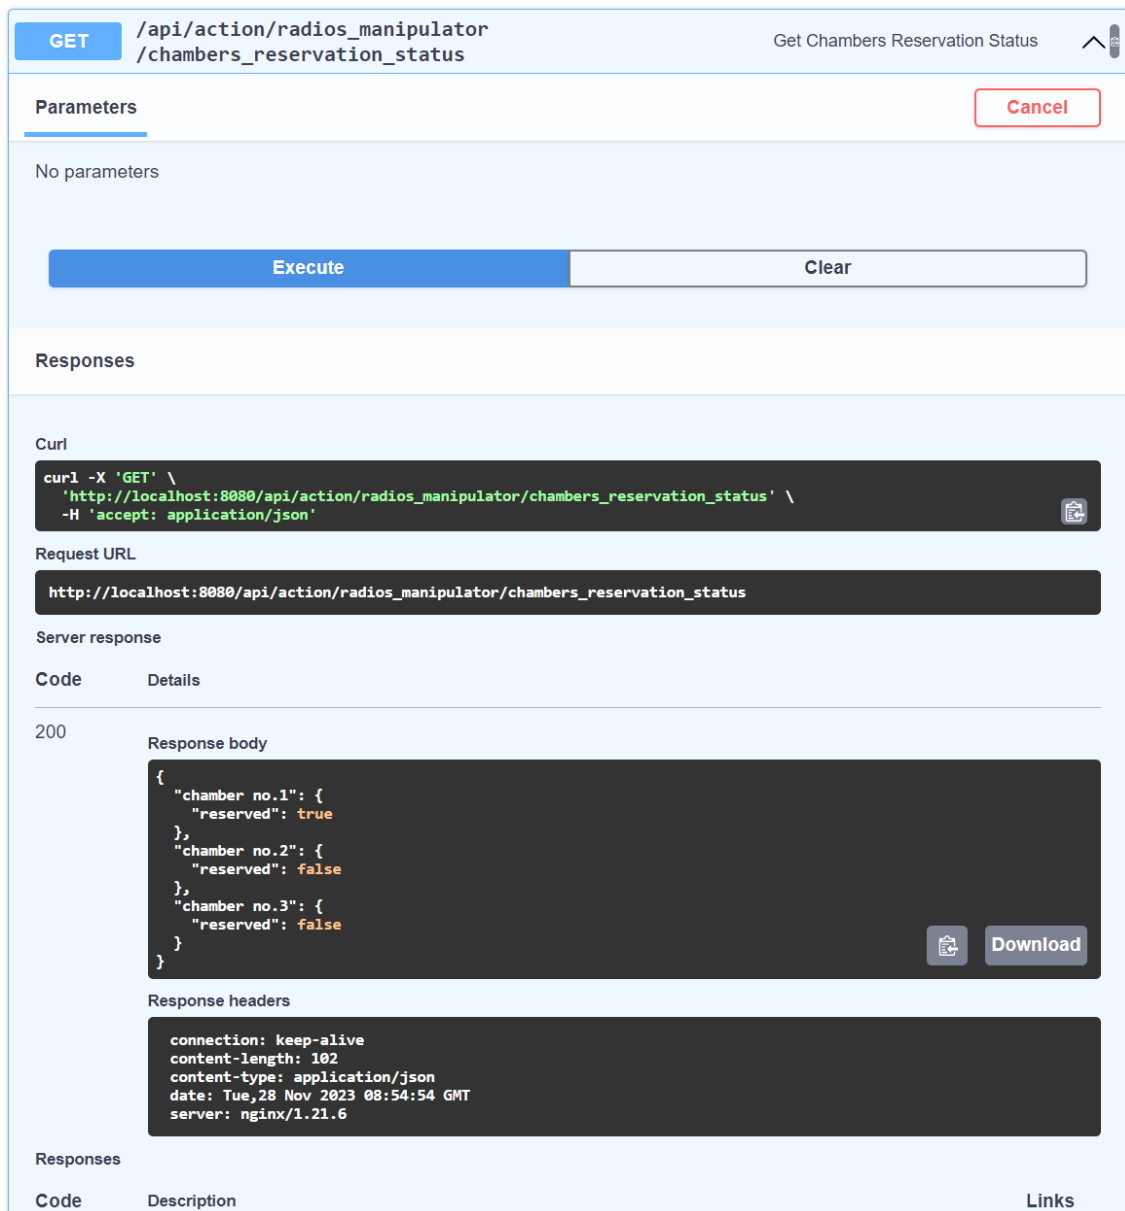 GET
/api/action/radios_manipulator
/chambers_reservation_status
Get Chambers Reservation Status
Parameters
Cancel
No parameters
Execute
Clear
Responses
Curl
curl -X 'GET' \
  'http://localhost:8080/api/action/radios_manipulator/chambers_reservation_status' \
  -H 'accept: application/json'
Request URL
http://localhost:8080/api/action/radios_manipulator/chambers_reservation_status
Server response
Code Details
200
Response body
{
  "chamber no.1": {
    "reserved": true
  },
  "chamber no.2": {
    "reserved": false
  },
  "chamber no.3": {
    "reserved": false
  }
}
Download
Response headers
connection: keep-alive
content-length: 102
content-type: application/json
date: Tue,28 Nov 2023 08:54:54 GMT
server: nginx/1.21.6
Responses
Code Description Links